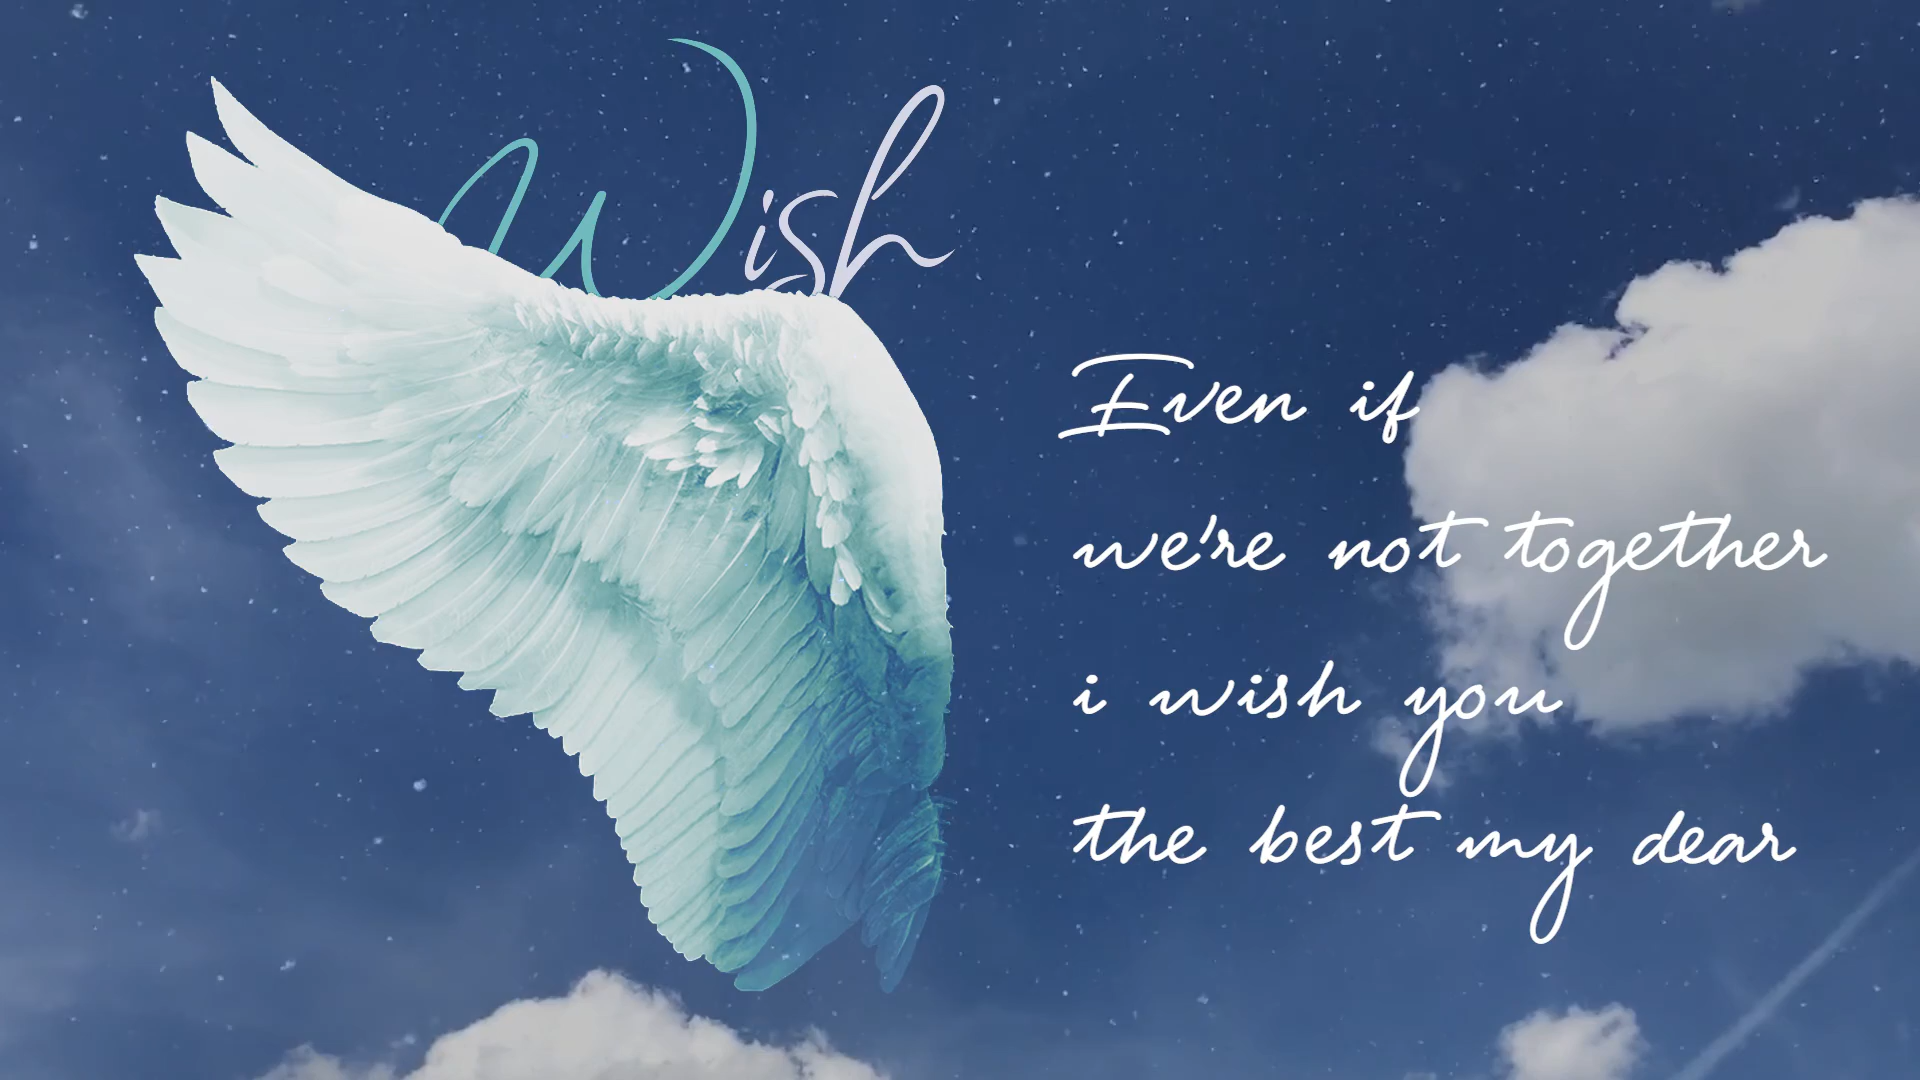 Wish
Even if
we're not together
i wish you
the best my dear